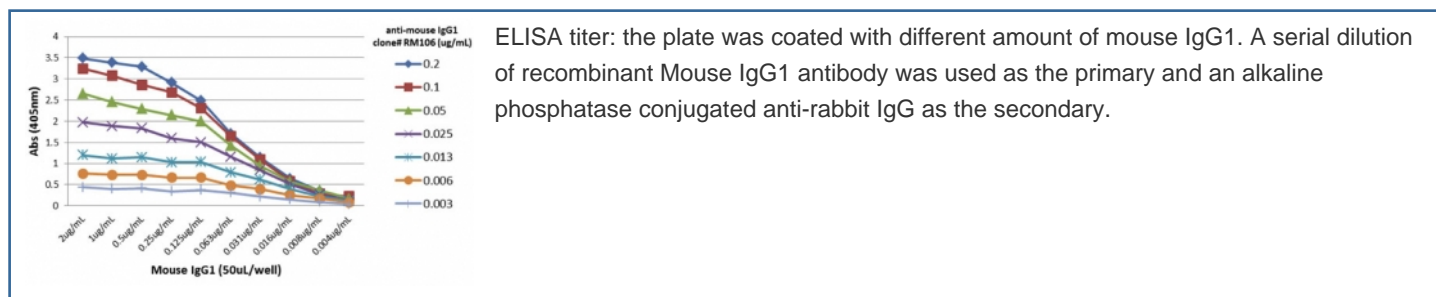 anti-mouse IgG1
clone# RM106 (ug/mL)
4
3.5
3
2.5
2
1.5
1
0.5
0
Abs (405nm)
0.2
0.1
0.05
0.025
0.013
0.006
0.003
2ug/mL
1ug/mL
0.5ug/mL
0.25ug/mL
0.125ug/mL
0.063ug/mL
0.031ug/mL
0.016ug/mL
0.008ug/mL
0.004ug/mL
Mouse IgG1 (50uL/well)
ELISA titer: the plate was coated with different amount of mouse IgG1. A serial dilution
of recombinant Mouse IgG1 antibody was used as the primary and an alkaline
phosphatase conjugated anti-rabbit IgG as the secondary.